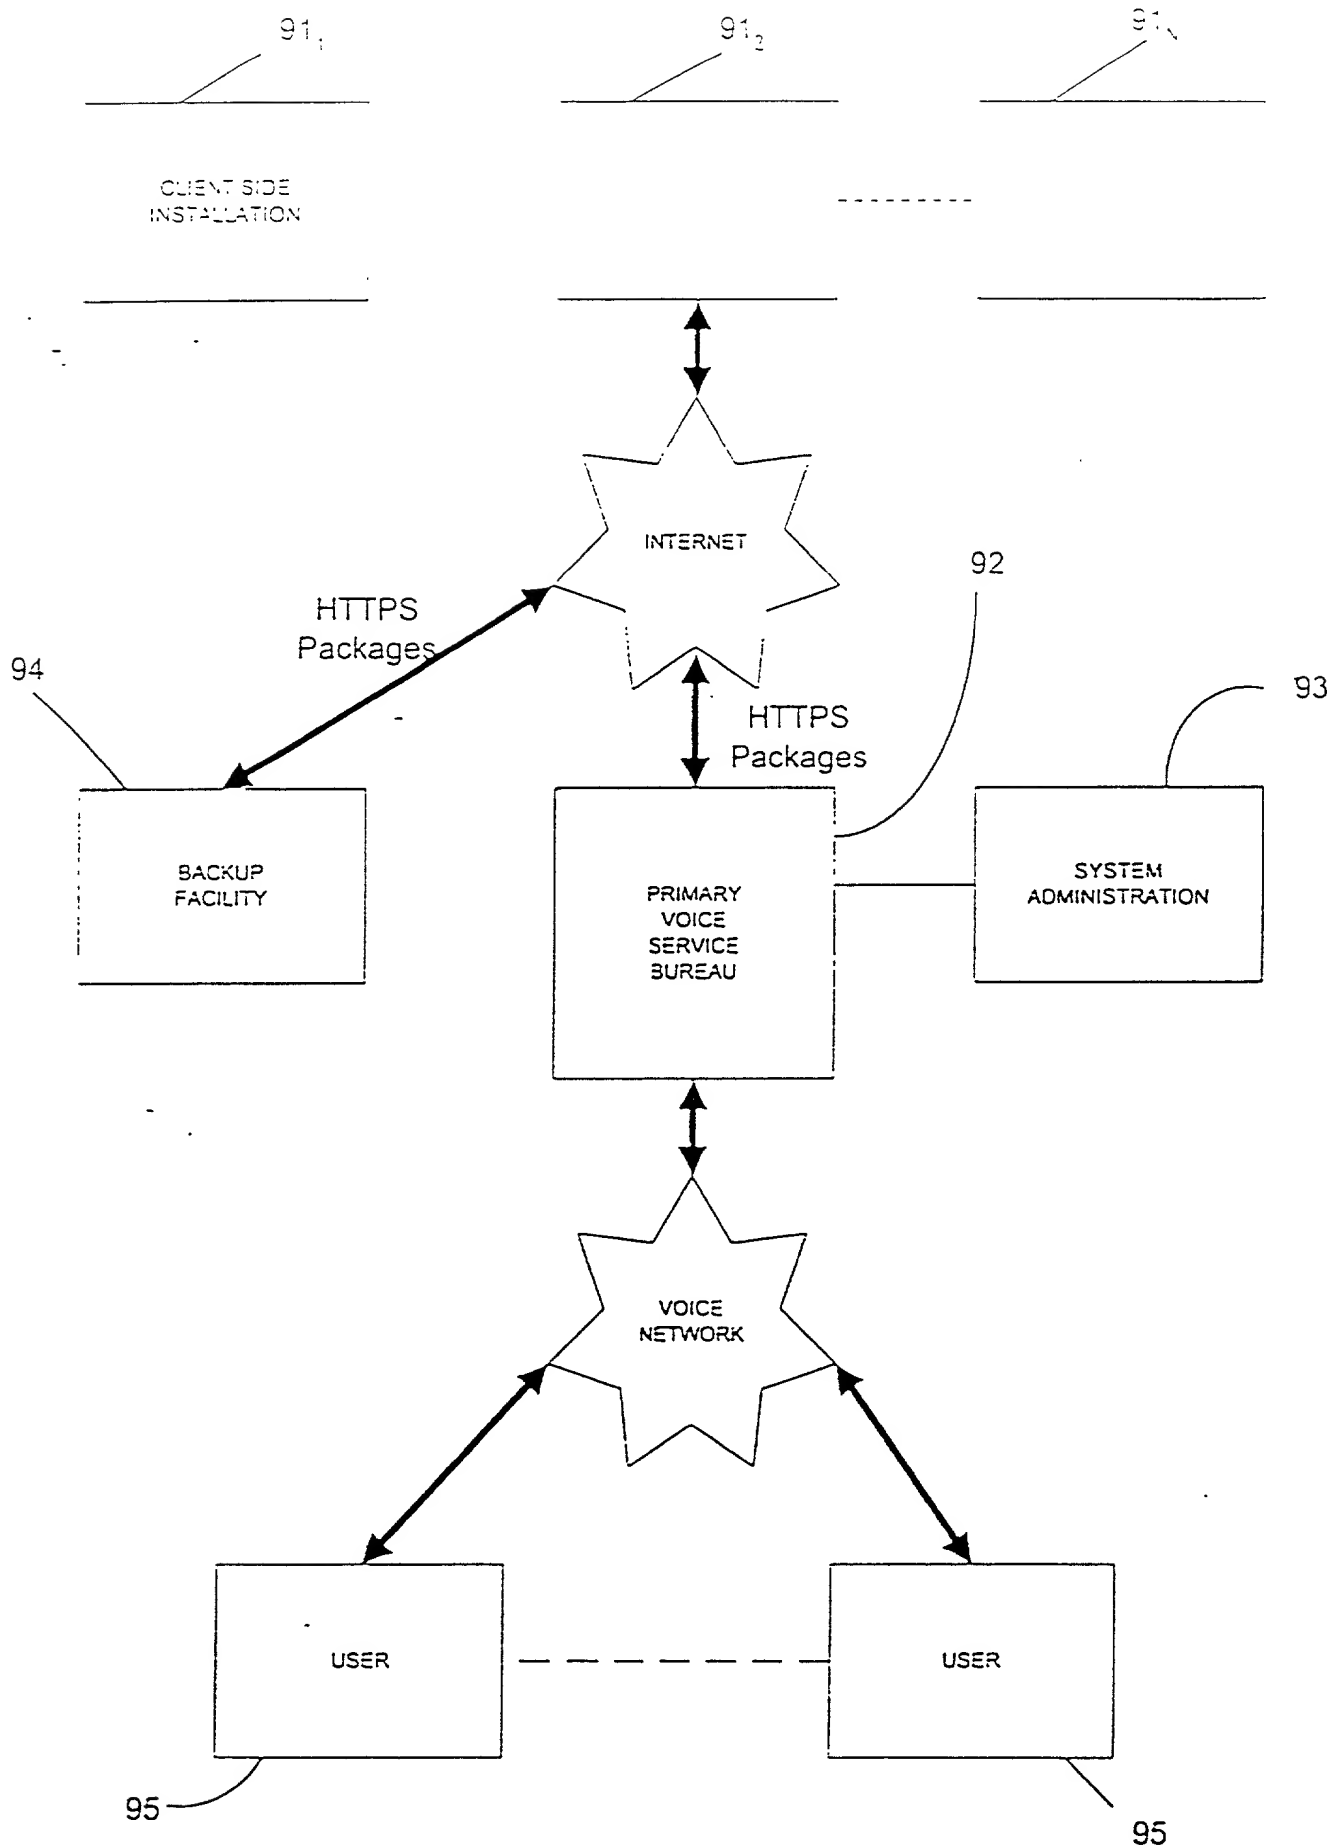 91₁
91₂
91
CLIENT SIDE
INSTALLATION
INTERNET
92
HTTPS
Packages
94
93
HTTPS
Packages
BACKUP
FACILITY
PRIMARY
VOICE
SERVICE
BUREAU
SYSTEM
ADMINISTRATION
VOICE
NETWORK
USER
USER
95
95